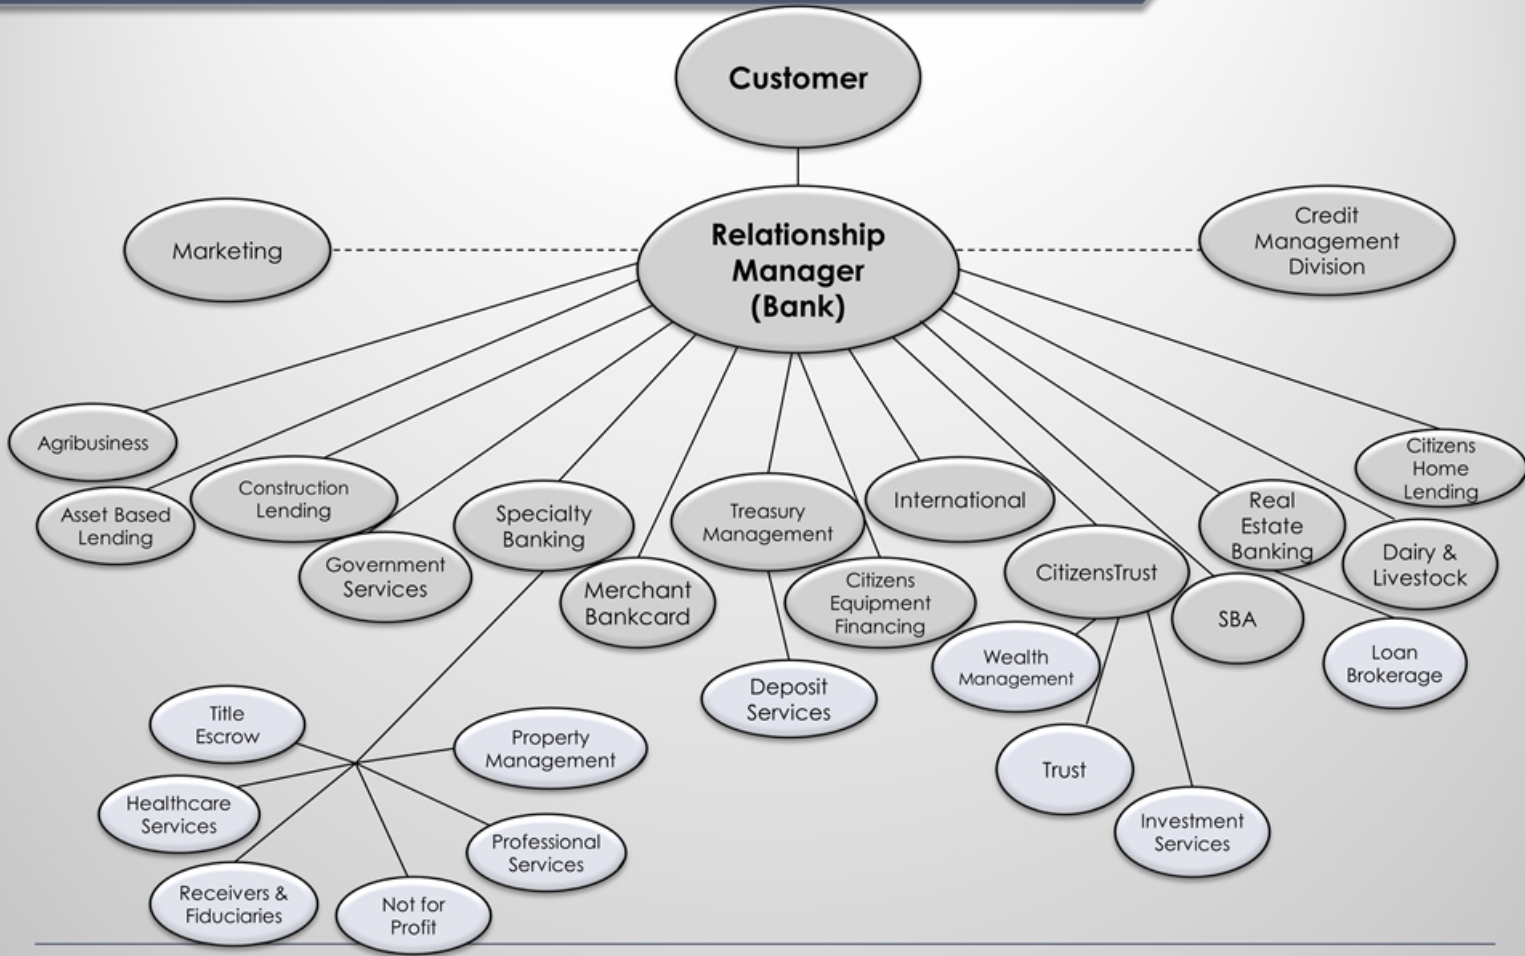 Customer
Relationship
Manager
(Bank)
Marketing
Credit
Management
Division
Agribusiness
Asset Based
Lending
Construction
Lending
Government
Services
Specialty
Banking
Merchant
Bankcard
Treasury
Management
Citizens
Equipment
Financing
International
CitizensTrust
SBA
Real
Estate
Banking
Dairy &
Livestock
Citizens
Home
Lending
Loan
Brokerage
Wealth
Management
Deposit
Services
Trust
Investment
Services
Title
Escrow
Property
Management
Healthcare
Services
Professional
Services
Receivers &
Fiduciaries
Not for
Profit